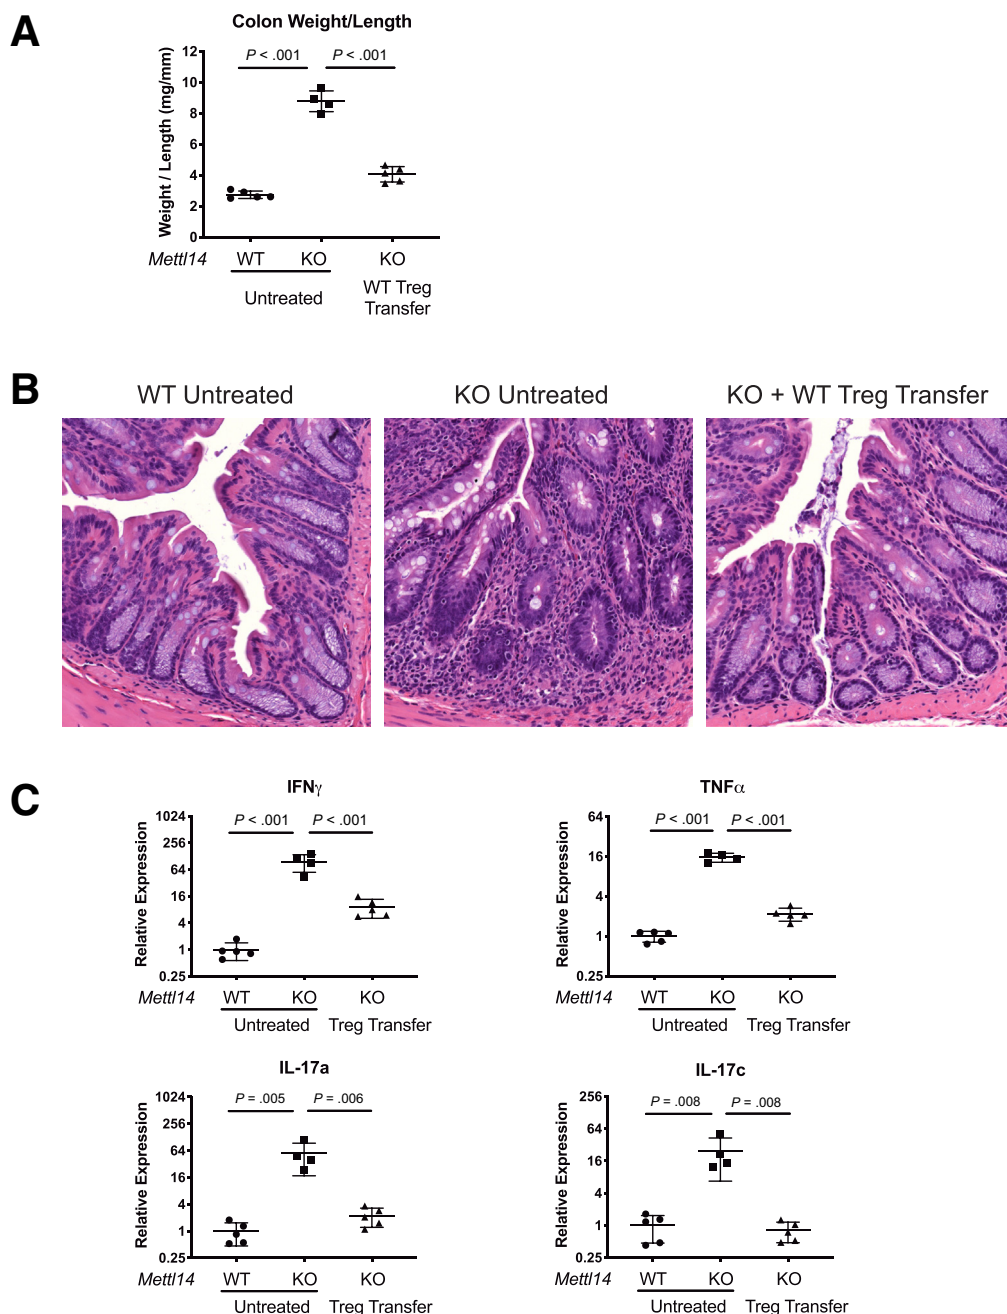 A
Colon Weight/Length
P < .001 P < .001
Weight / Length (mg/mm)
12
10
8
6
4
2
0
Mettl14 WT KO KO
Untreated WT Treg
Transfer
B
WT Untreated KO Untreated KO + WT Treg Transfer
C
IFNγ
P < .001 P < .001
Relative Expression
1024
256
64
16
4
1
0.25
Mettl14 WT KO KO
Untreated Treg Transfer
TNFα
P < .001 P < .001
Relative Expression
64
16
4
1
0.25
Mettl14 WT KO KO
Untreated Treg Transfer
IL-17a
P = .005 P = .006
Relative Expression
1024
256
64
16
4
1
0.25
Mettl14 WT KO KO
Untreated Treg Transfer
IL-17c
P = .008 P = .008
Relative Expression
256
64
16
4
1
0.25
Mettl14 WT KO KO
Untreated Treg Transfer